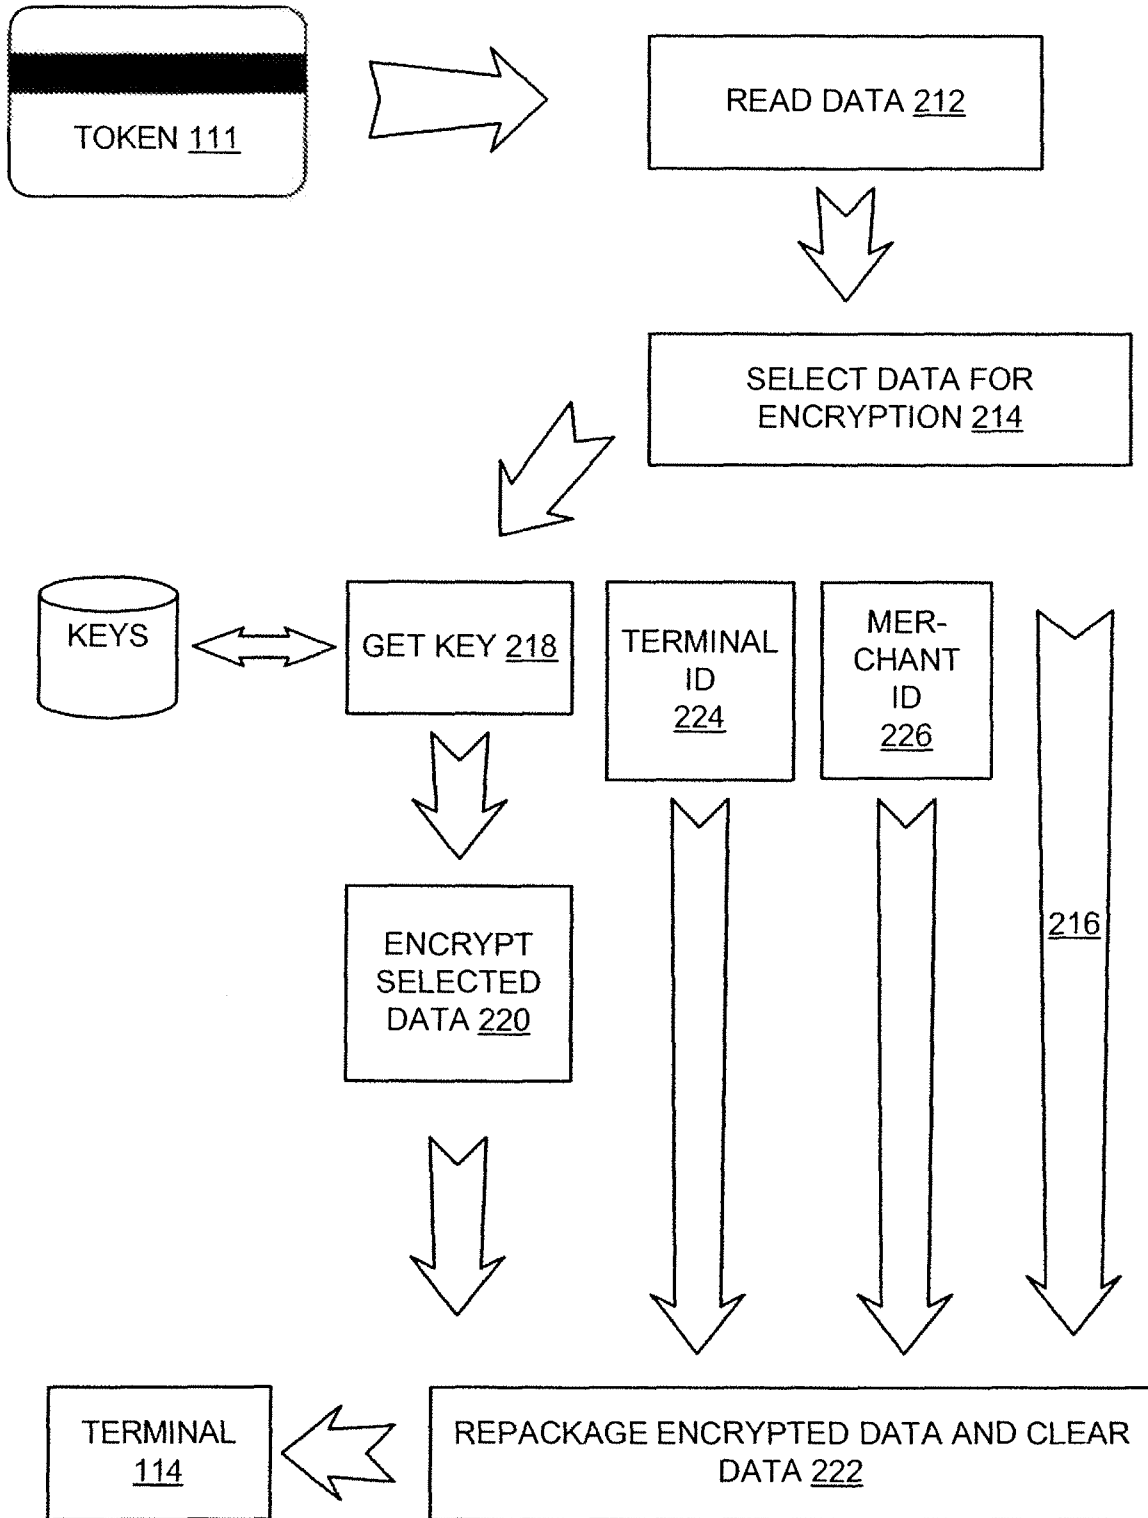 TOKEN 111
READ DATA 212
SELECT DATA FOR
ENCRYPTION 214
KEYS
GET KEY 218
TERMINAL
ID
224
MER-
CHANT
ID
226
216
ENCRYPT
SELECTED
DATA 220
TERMINAL
114
REPACKAGE ENCRYPTED DATA AND CLEAR
DATA 222